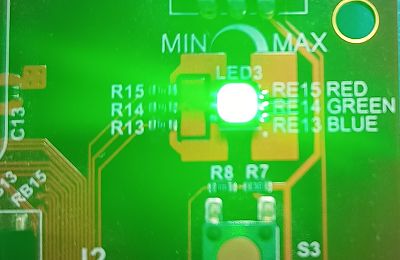 MIN MAX
LED3
R15 RE15 RED
R14 RE14 GREEN
R13 RE13 BLUE
C13
R8 R7
RB15
S3